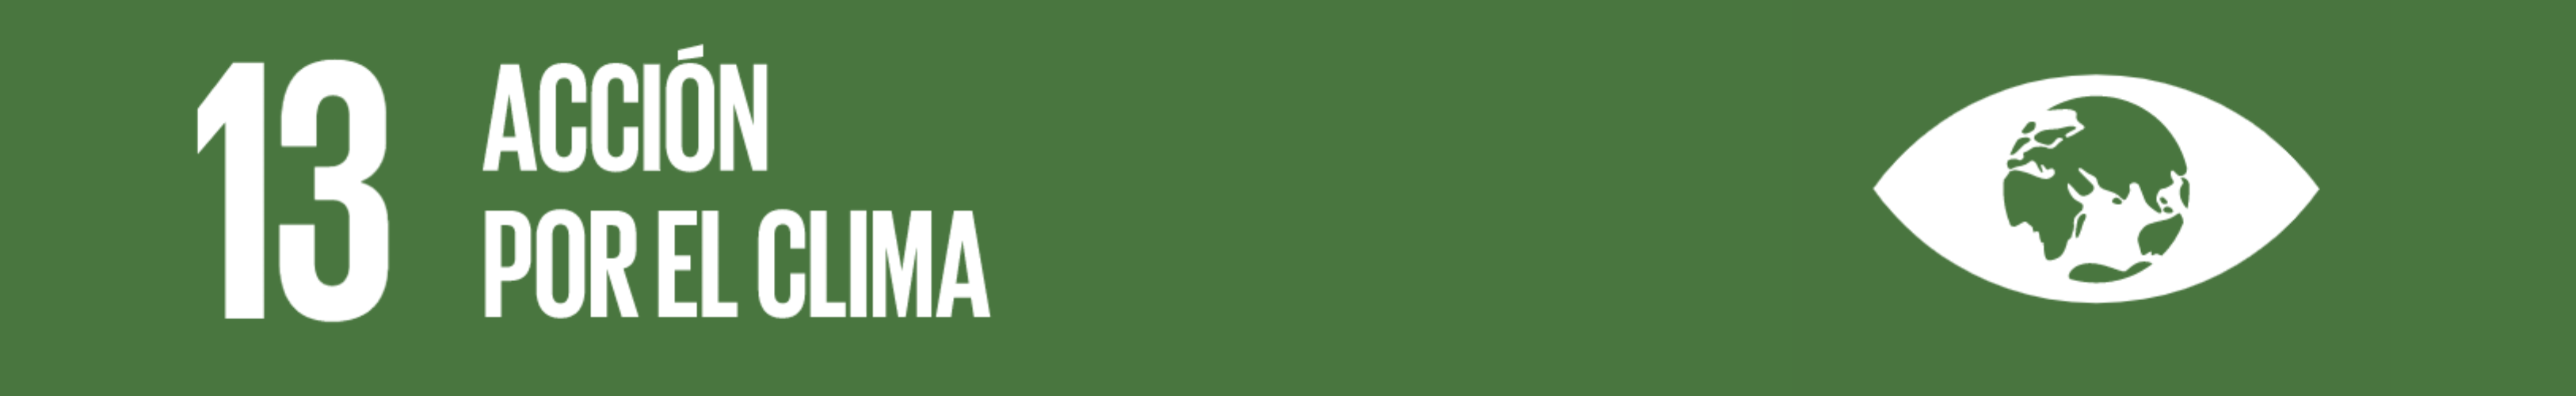 13
ACCIÓN
POR EL CLIMA